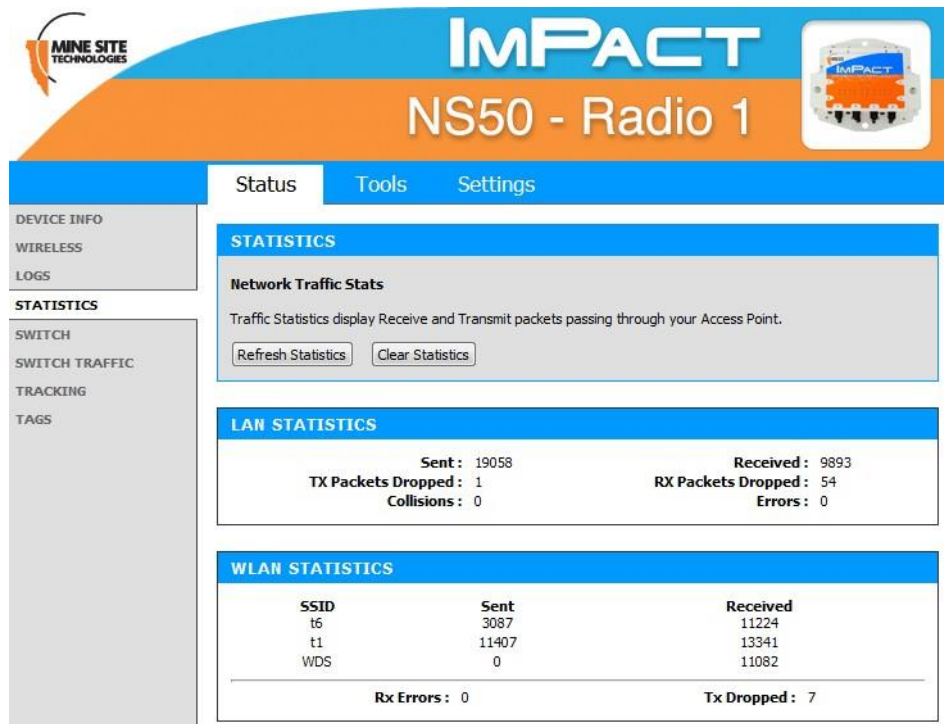 MINE SITE
TECHNOLOGIES
IMPACT
NS50 - Radio 1
IMPACT
Status Tools Settings
DEVICE INFO
WIRELESS
LOGS
STATISTICS
SWITCH
SWITCH TRAFFIC
TRACKING
TAGS
STATISTICS
Network Traffic Stats
Traffic Statistics display Receive and Transmit packets passing through your Access Point.
Refresh Statistics Clear Statistics
LAN STATISTICS
Sent : 19058 Received : 9893
TX Packets Dropped : 1 RX Packets Dropped : 54
Collisions : 0 Errors : 0
WLAN STATISTICS
SSID Sent Received
t6 3087 11224
t1 11407 13341
WDS 0 11082
Rx Errors : 0 Tx Dropped : 7